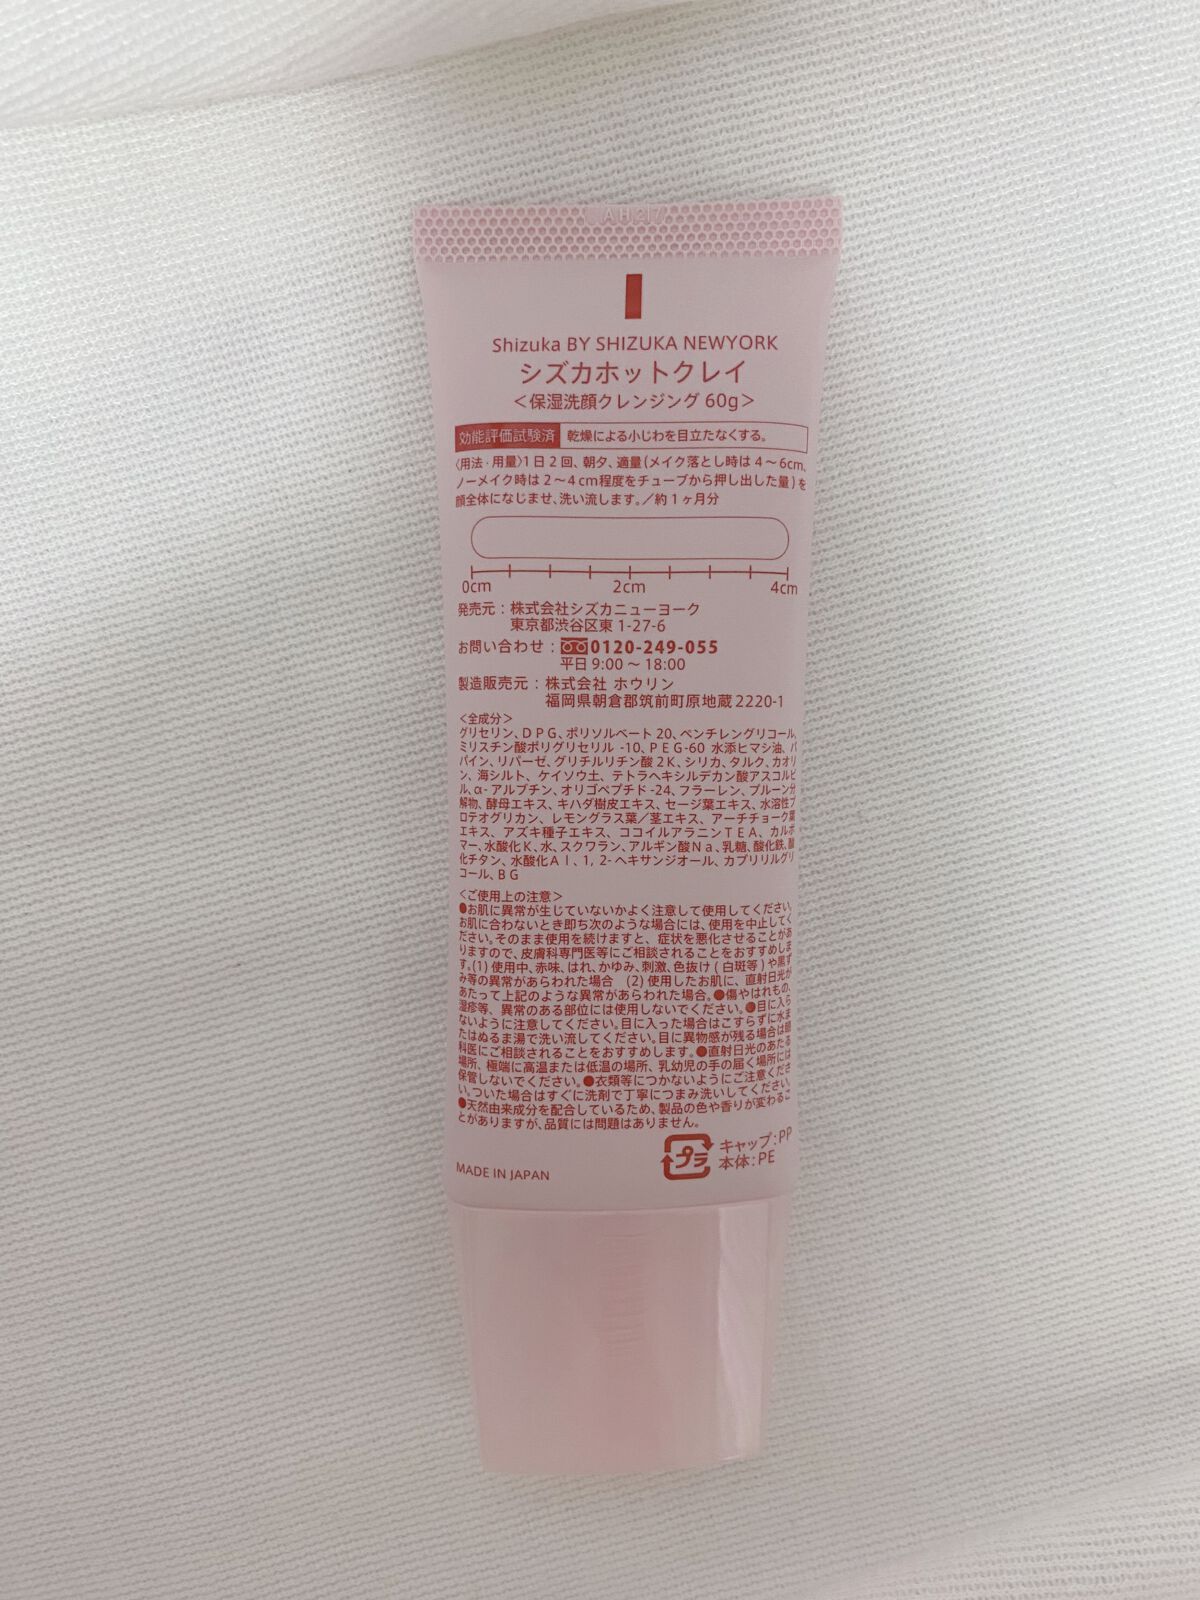 AH217
Shizuka BY SHIZUKA NEWYORK
シズカホットクレイ
＜保湿洗顔クレンジング 60g＞
効能評価試験済 乾燥による小じわを目立たなくする。
〈用法・用量〉1日2回、朝夕、適量(メイク落とし時は4〜6cm、
ノーメイク時は2〜4cm程度をチューブから押し出した量)を
顔全体になじませ、洗い流します。／約1ヶ月分
0cm 2cm 4cm
発売元：株式会社シズカニューヨーク
東京都渋谷区東1-27-6
お問い合わせ：0120-249-055
平日9:00〜18:00
製造販売元：株式会社 ホウリン
福岡県朝倉郡筑前町原地蔵2220-1
＜全成分＞
グリセリン、DPG、ポリソルベート20、ペンチレングリコール、
ミリスチン酸ポリグリセリル-10、PEG-60水添ヒマシ油、パ
パイン、リパーゼ、グリチルリチン酸2K、シリカ、タルク、カオリ
ン、海シルト、ケイソウ土、テトラヘキシルデカン酸アスコルビ
ル、α-アルブチン、オリゴペプチド-24、フラーレン、プルーン分
解物、酵母エキス、キハダ樹皮エキス、セージ葉エキス、水溶性プ
ロテオグリカン、レモングラス葉／茎エキス、アーチチョーク葉
エキス、アズキ種子エキス、ココイルアラニンTEA、カルボ
マー、水酸化K、水、スクワラン、アルギン酸Na、乳糖、酸化鉄、酸
化チタン、水酸化Al、1,2-ヘキサンジオール、カプリリルグリ
コール、BG
＜ご使用上の注意＞
●お肌に異常が生じていないかよく注意して使用してください。
お肌に合わないとき即ち次のような場合には、使用を中止してく
ださい。そのまま使用を続けますと、症状を悪化させることがあ
りますので、皮膚科専門医等にご相談されることをおすすめしま
す。(1)使用中、赤味、はれ、かゆみ、刺激、色抜け(白斑等)や黒ず
み等の異常があらわれた場合 (2)使用したお肌に、直射日光が
あたって上記のような異常があらわれた場合。●傷やはれもの、
湿疹等、異常のある部位には使用しないでください。●目に入ら
ないように注意してください。目に入った場合はこすらずに水ま
たはぬるま湯で洗い流してください。目に異物感が残る場合は眼
科医にご相談されることをおすすめします。●直射日光のあたる
場所、極端に高温または低温の場所、乳幼児の手の届く場所には
保管しないでください。●衣類等につかないようにご注意くださ
い。ついた場合はすぐに洗剤で丁寧につまみ洗いしてください。
●天然由来成分を配合しているため、製品の色や香りが変わるこ
とがありますが、品質には問題はありません。
MADE IN JAPAN
プラ
キャップ：PP
本体：PE